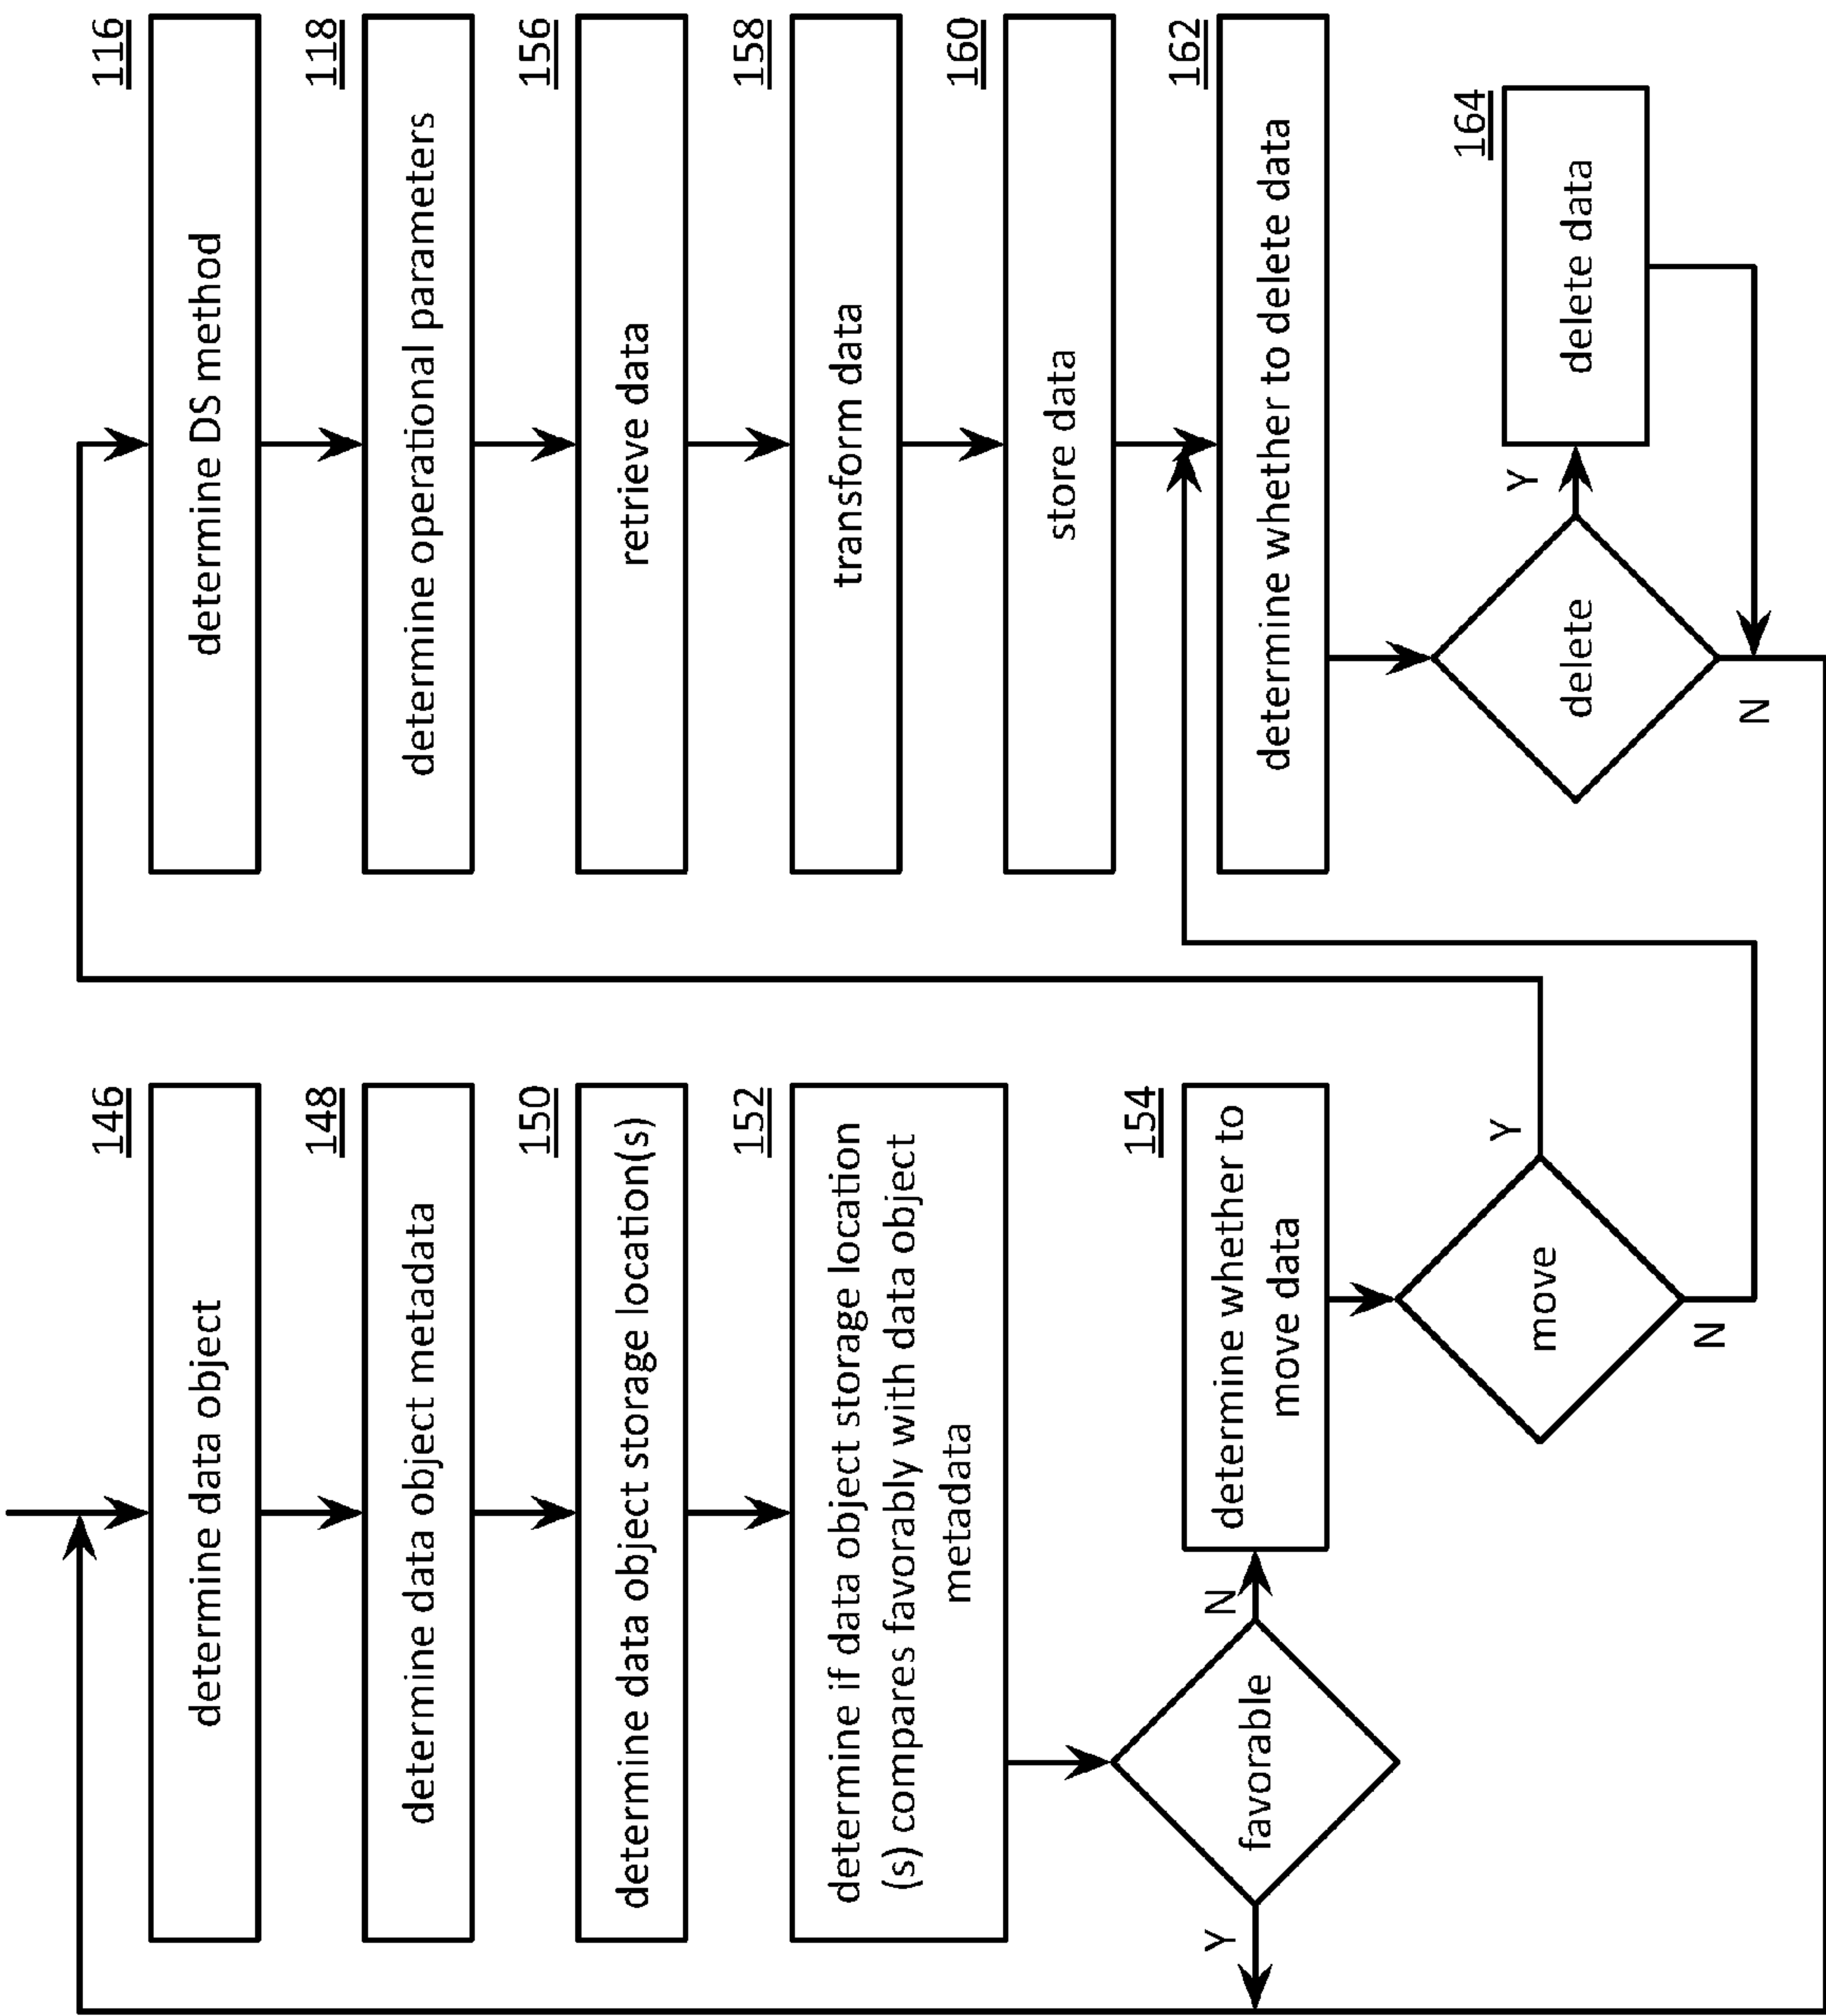 146
determine data object
148
determine data object metadata
150
determine data object storage location(s)
152
determine if data object storage location
(s) compares favorably with data object
metadata
favorable
Y
N
154
determine whether to
move data
move
Y
N
116
determine DS method
118
determine operational parameters
156
retrieve data
158
transform data
160
store data
162
determine whether to delete data
delete
Y
N
164
delete data